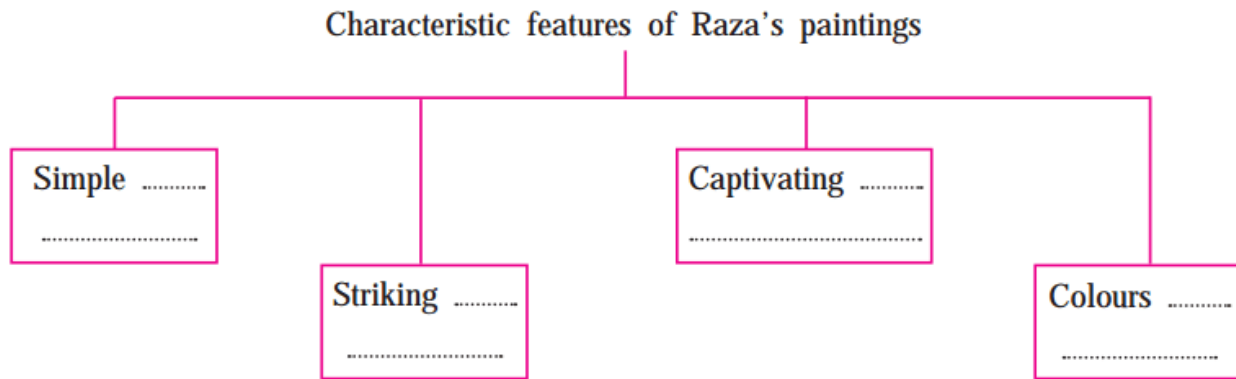 Characteristic features of Raza's paintings
Simple ..........
..........................
Captivating ..........
.......................................
Striking ..........
..........................
Colours ..........
..........................